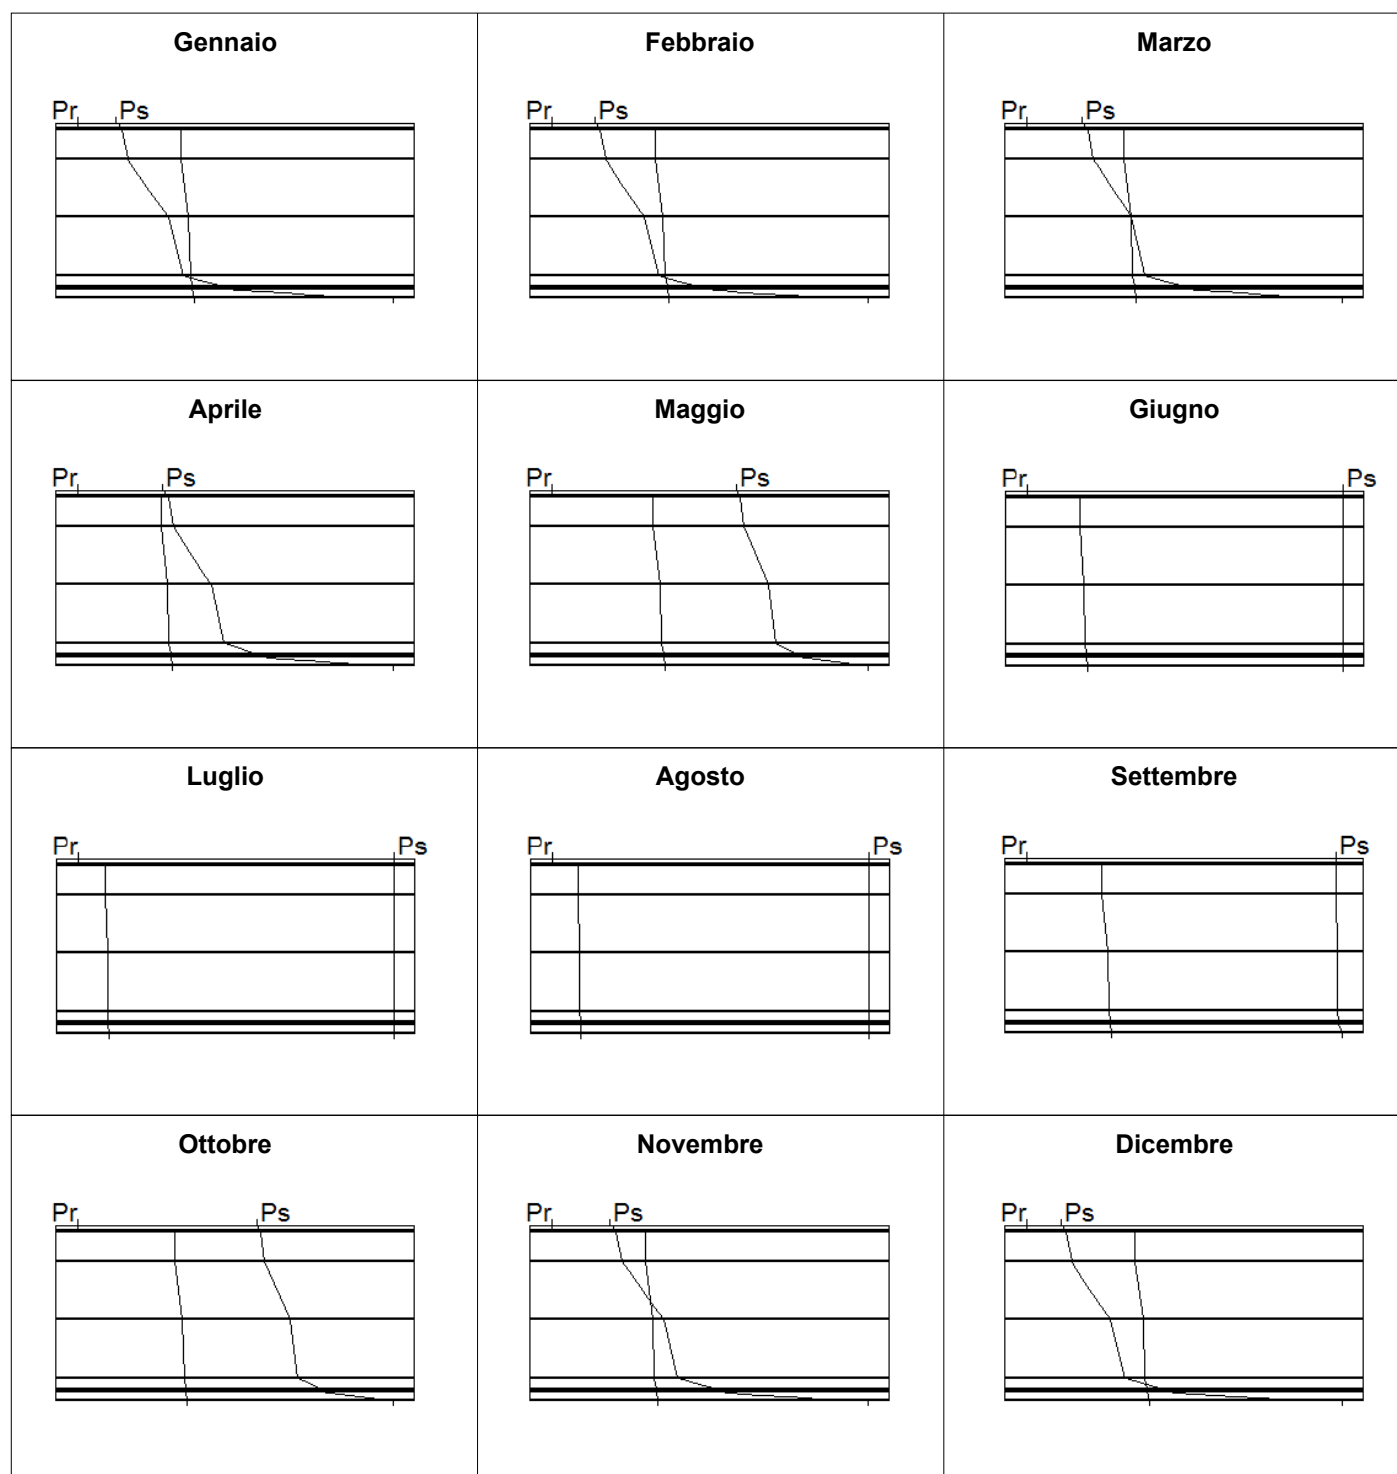 Gennaio Febbraio Marzo
Pr Ps Pr Ps Pr Ps
Aprile Maggio Giugno
Pr Ps Pr Ps Pr Ps
Luglio Agosto Settembre
Pr Ps Pr Ps Pr Ps
Ottobre Novembre Dicembre
Pr Ps Pr Ps Pr Ps